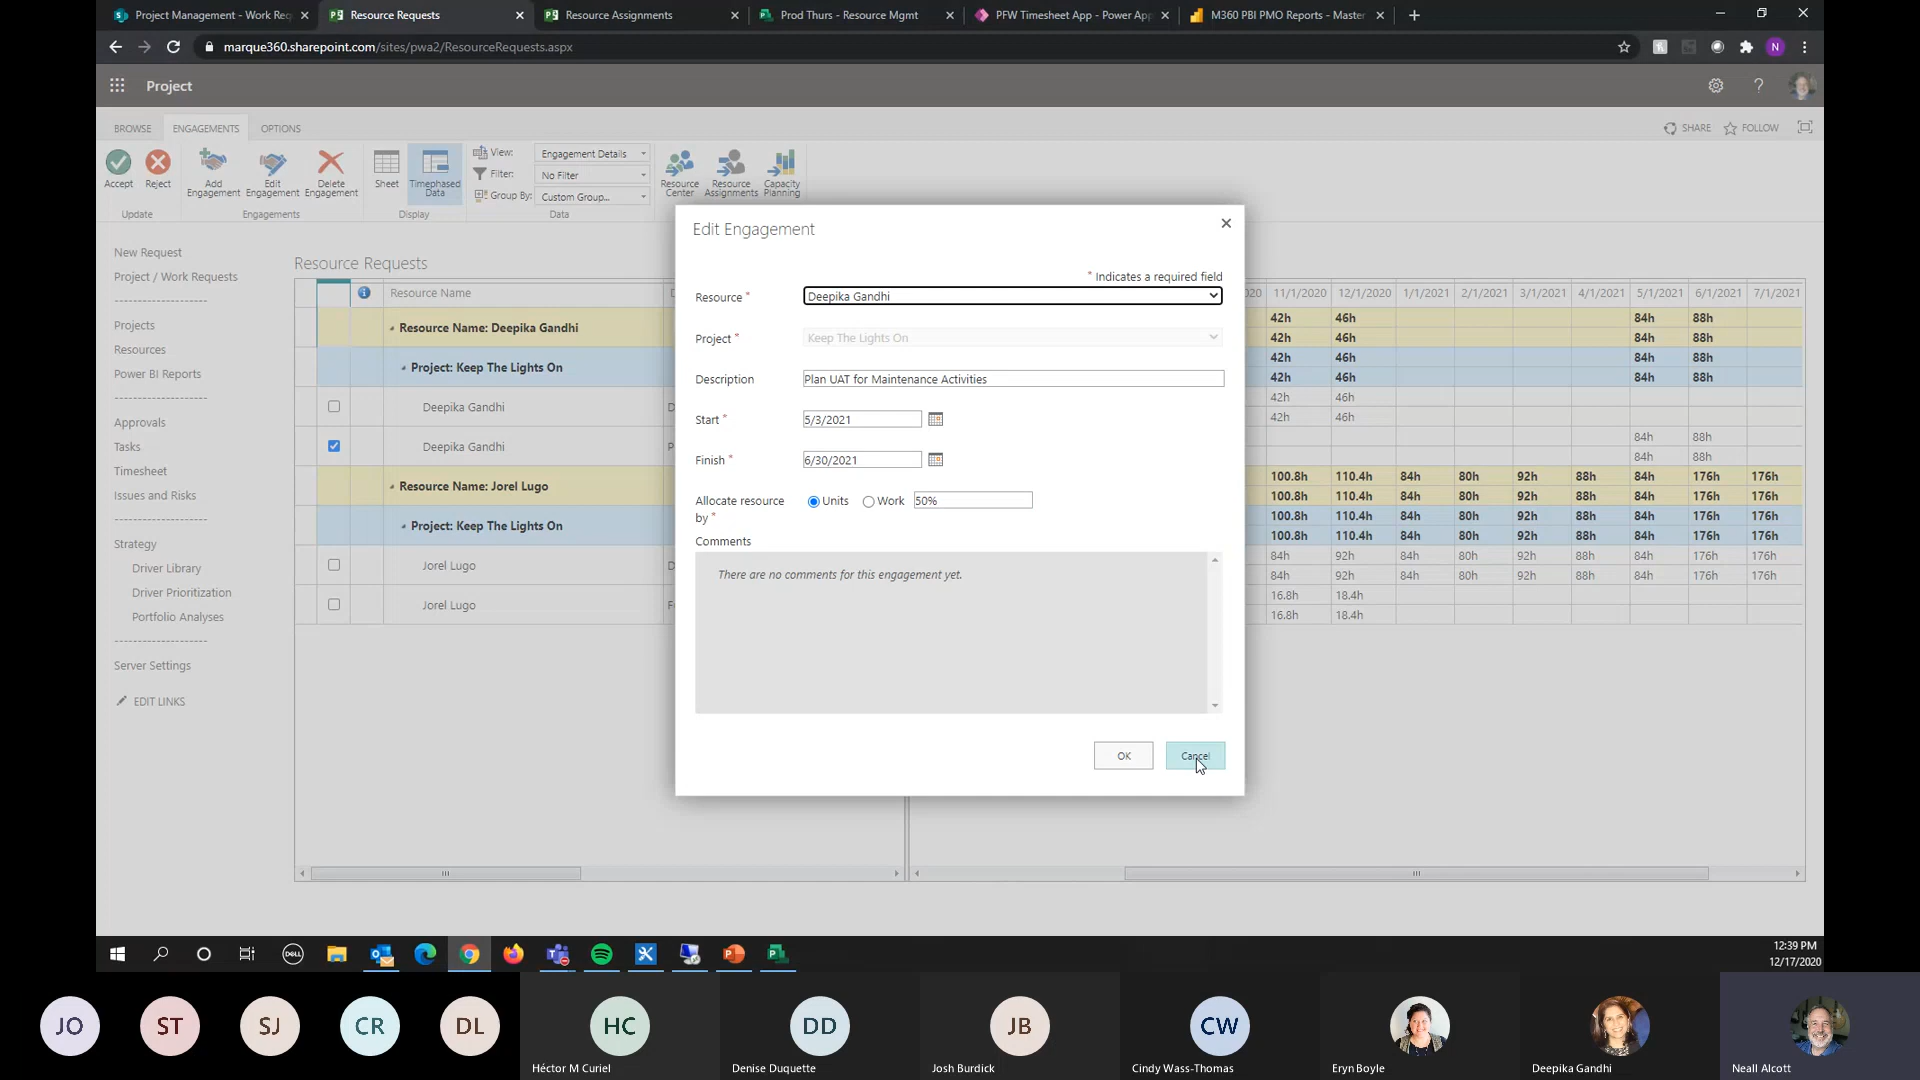 Project Management - Work Req
Resource Requests
Resource Assignments
Prod Thurs - Resource Mgmt
PFW Timesheet App - Power App
M360 PBI PMO Reports - Master
marque360.sharepoint.com/sites/pwa2/ResourceRequests.aspx
N
Project
BROWSE
ENGAGEMENTS
OPTIONS
SHARE
FOLLOW
Accept
Reject
Add Engagement
Edit Engagement
Delete Engagement
Sheet
Timephased Data
View: Engagement Details
Filter: No Filter
Group By: Custom Group...
Resource Center
Resource Assignments
Capacity Planning
Update
Engagements
Display
Data
New Request
Project / Work Requests
--------------------
Projects
Resources
Power BI Reports
--------------------
Approvals
Tasks
Timesheet
Issues and Risks
--------------------
Strategy
Driver Library
Driver Prioritization
Portfolio Analyses
--------------------
Server Settings
EDIT LINKS
Resource Requests
Resource Name
Resource Name: Deepika Gandhi
Project: Keep The Lights On
Deepika Gandhi D
Deepika Gandhi P
Resource Name: Jorel Lugo
Project: Keep The Lights On
Jorel Lugo D
Jorel Lugo F
Edit Engagement
* Indicates a required field
Resource * Deepika Gandhi
Project * Keep The Lights On
Description Plan UAT for Maintenance Activities
Start * 5/3/2021
Finish * 6/30/2021
Allocate resource by * Units Work 50%
Comments
There are no comments for this engagement yet.
OK
Cancel
20 11/1/2020 12/1/2020 1/1/2021 2/1/2021 3/1/2021 4/1/2021 5/1/2021 6/1/2021 7/1/2021
42h 46h 84h 88h
42h 46h 84h 88h
42h 46h 84h 88h
42h 46h 84h 88h
42h 46h
42h 46h
84h 88h
84h 88h
100.8h 110.4h 84h 80h 92h 88h 84h 176h 176h
100.8h 110.4h 84h 80h 92h 88h 84h 176h 176h
100.8h 110.4h 84h 80h 92h 88h 84h 176h 176h
100.8h 110.4h 84h 80h 92h 88h 84h 176h 176h
84h 92h 84h 80h 92h 88h 84h 176h 176h
84h 92h 84h 80h 92h 88h 84h 176h 176h
16.8h 18.4h
16.8h 18.4h
DELL
12:39 PM
12/17/2020
JO
ST
SJ
CR
DL
HC
DD
JB
CW
Héctor M Curiel
Denise Duquette
Josh Burdick
Cindy Wass-Thomas
Eryn Boyle
Deepika Gandhi
Neall Alcott